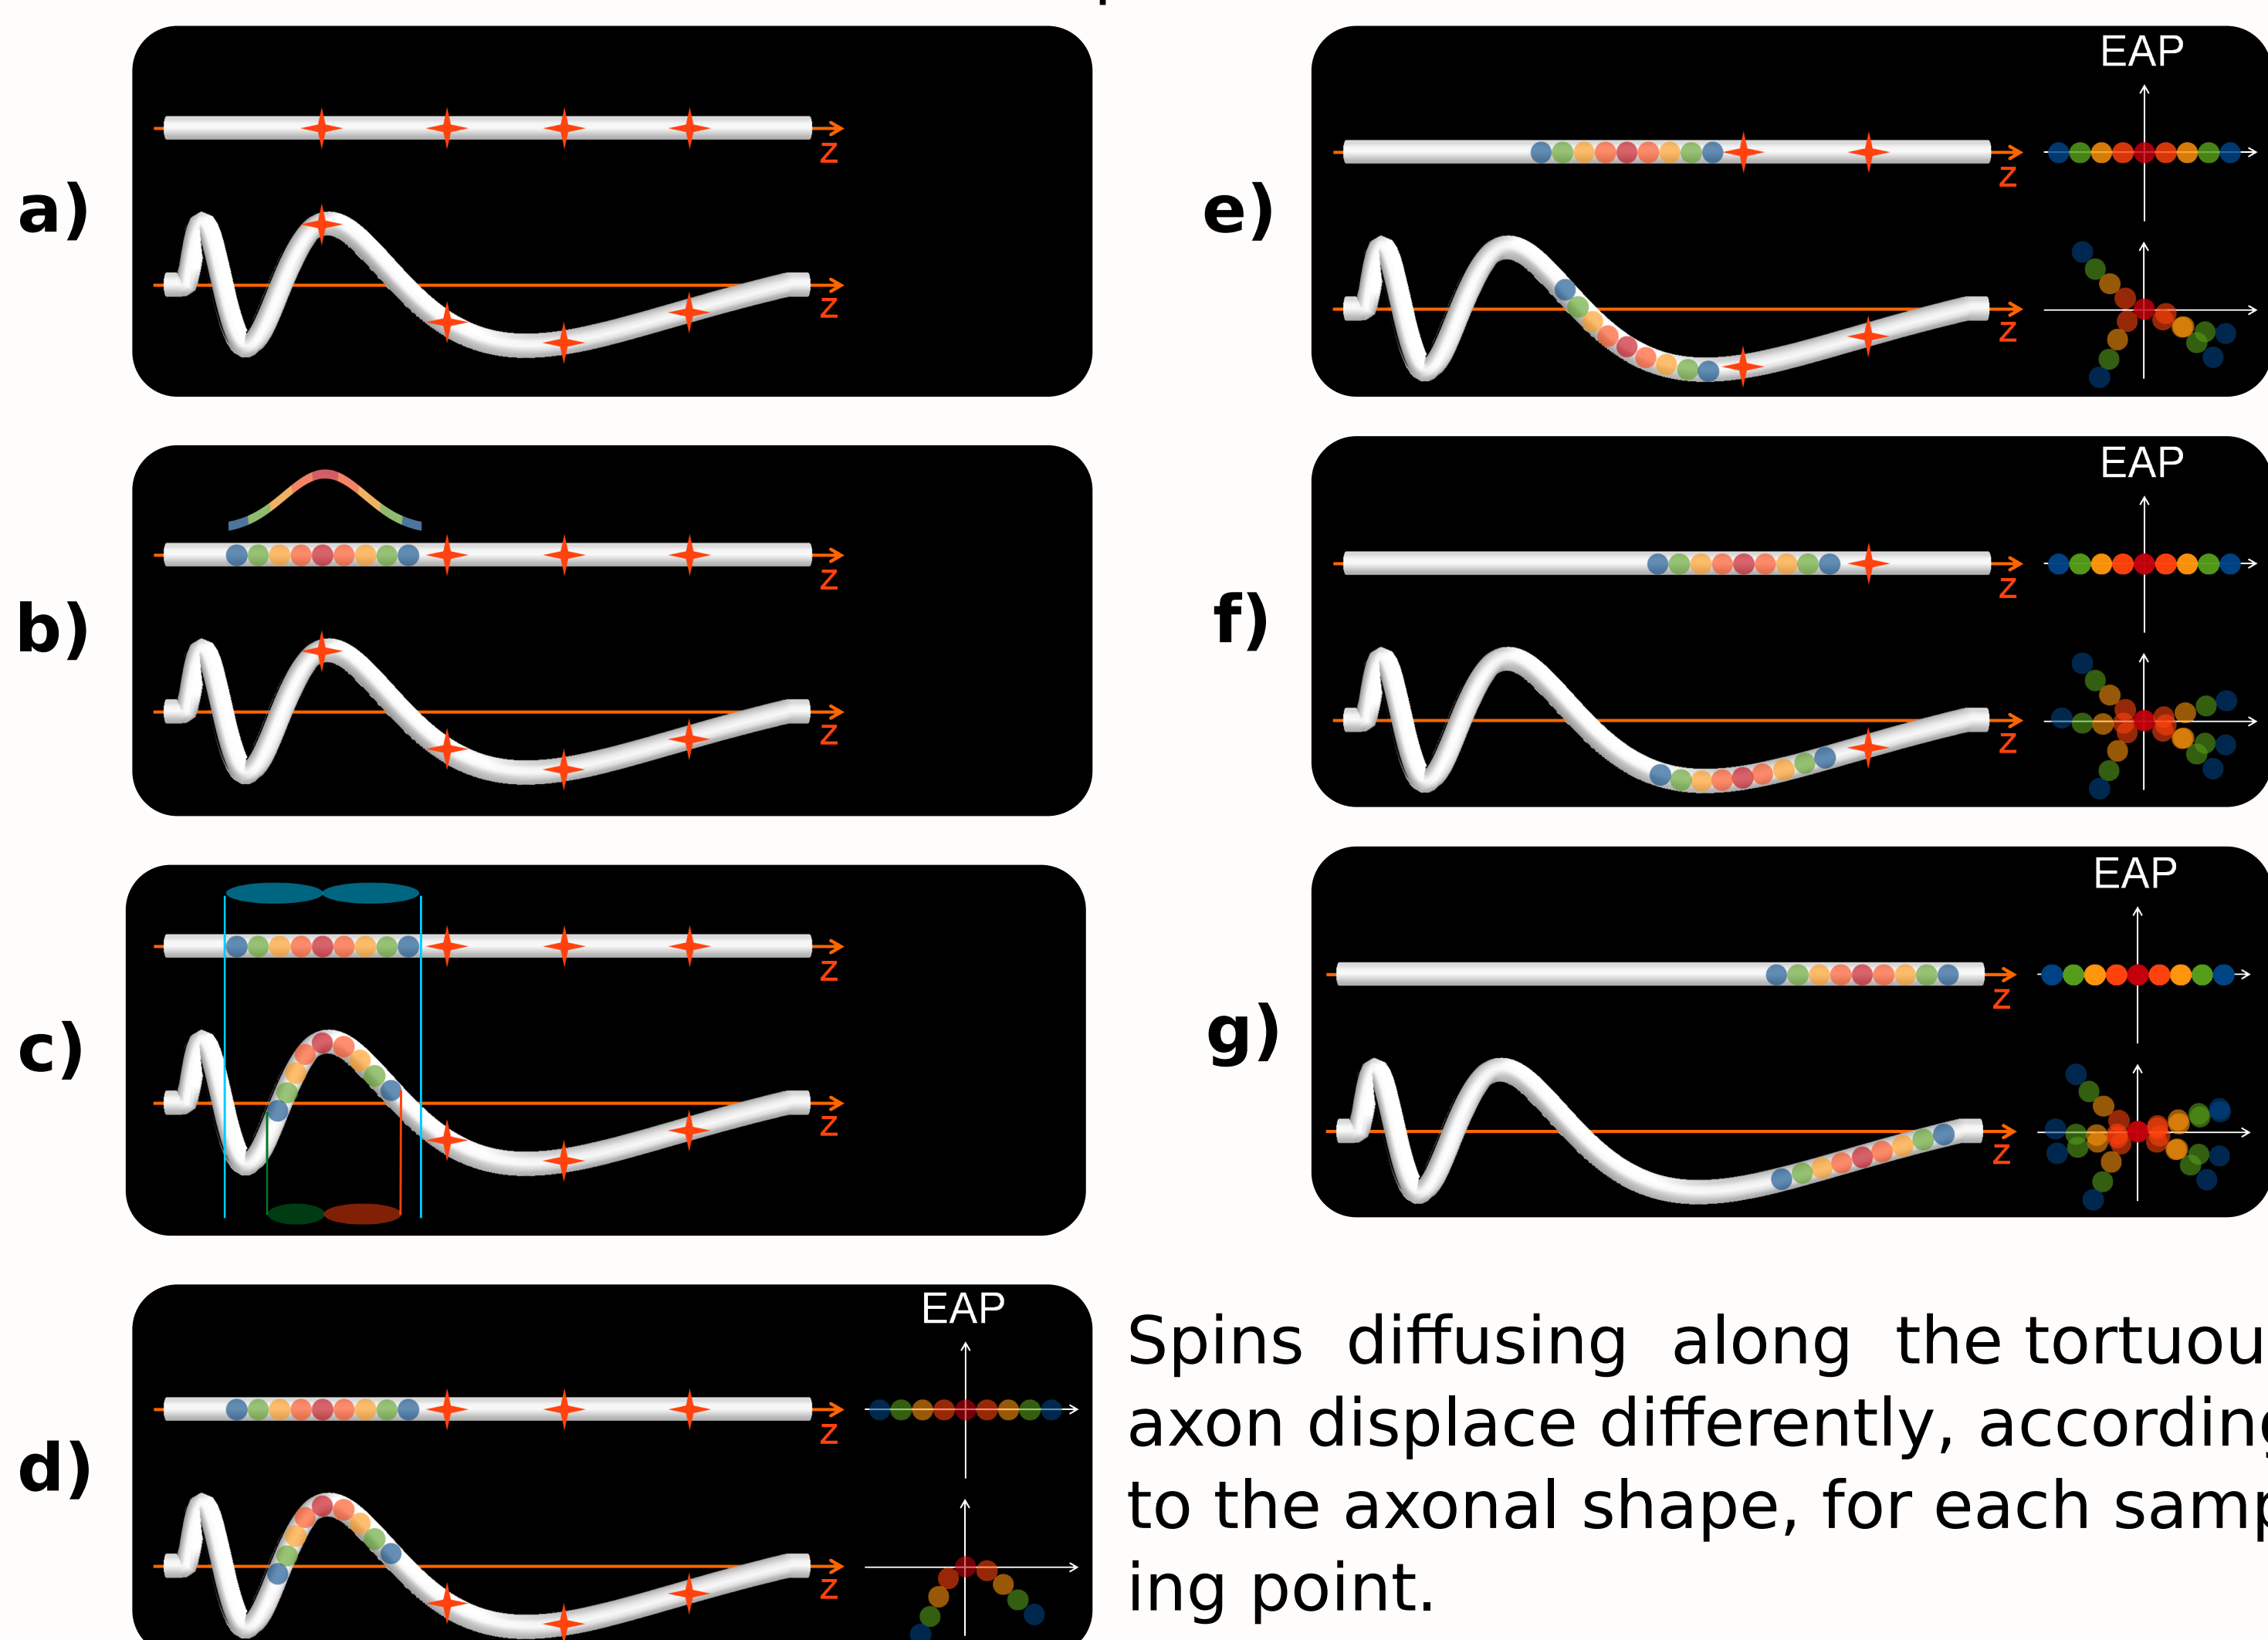 a)
z
z
b)
z
z
c)
z
z
d)
EAP
z
e)
EAP
z
z
f)
EAP
z
z
g)
EAP
z
z
Spins diffusing along the tortuou
axon displace differently, according
to the axonal shape, for each samp
ing point.